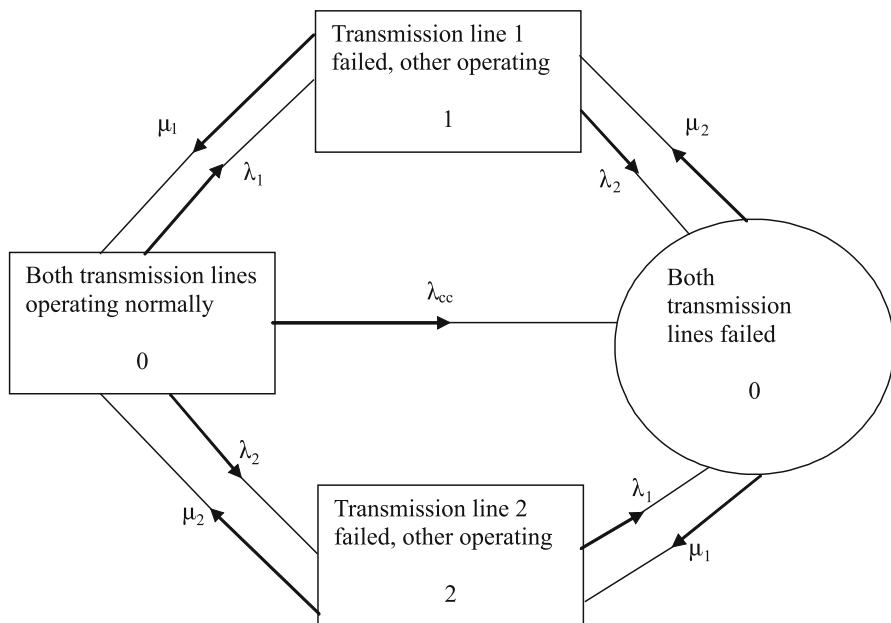 Transmission line 1
failed, other operating
1
μ1
λ1
μ2
λ2
Both transmission lines
operating normally
0
λcc
Both
transmission
lines failed
0
λ2
μ2
Transmission line 2
failed, other operating
2
λ1
μ1